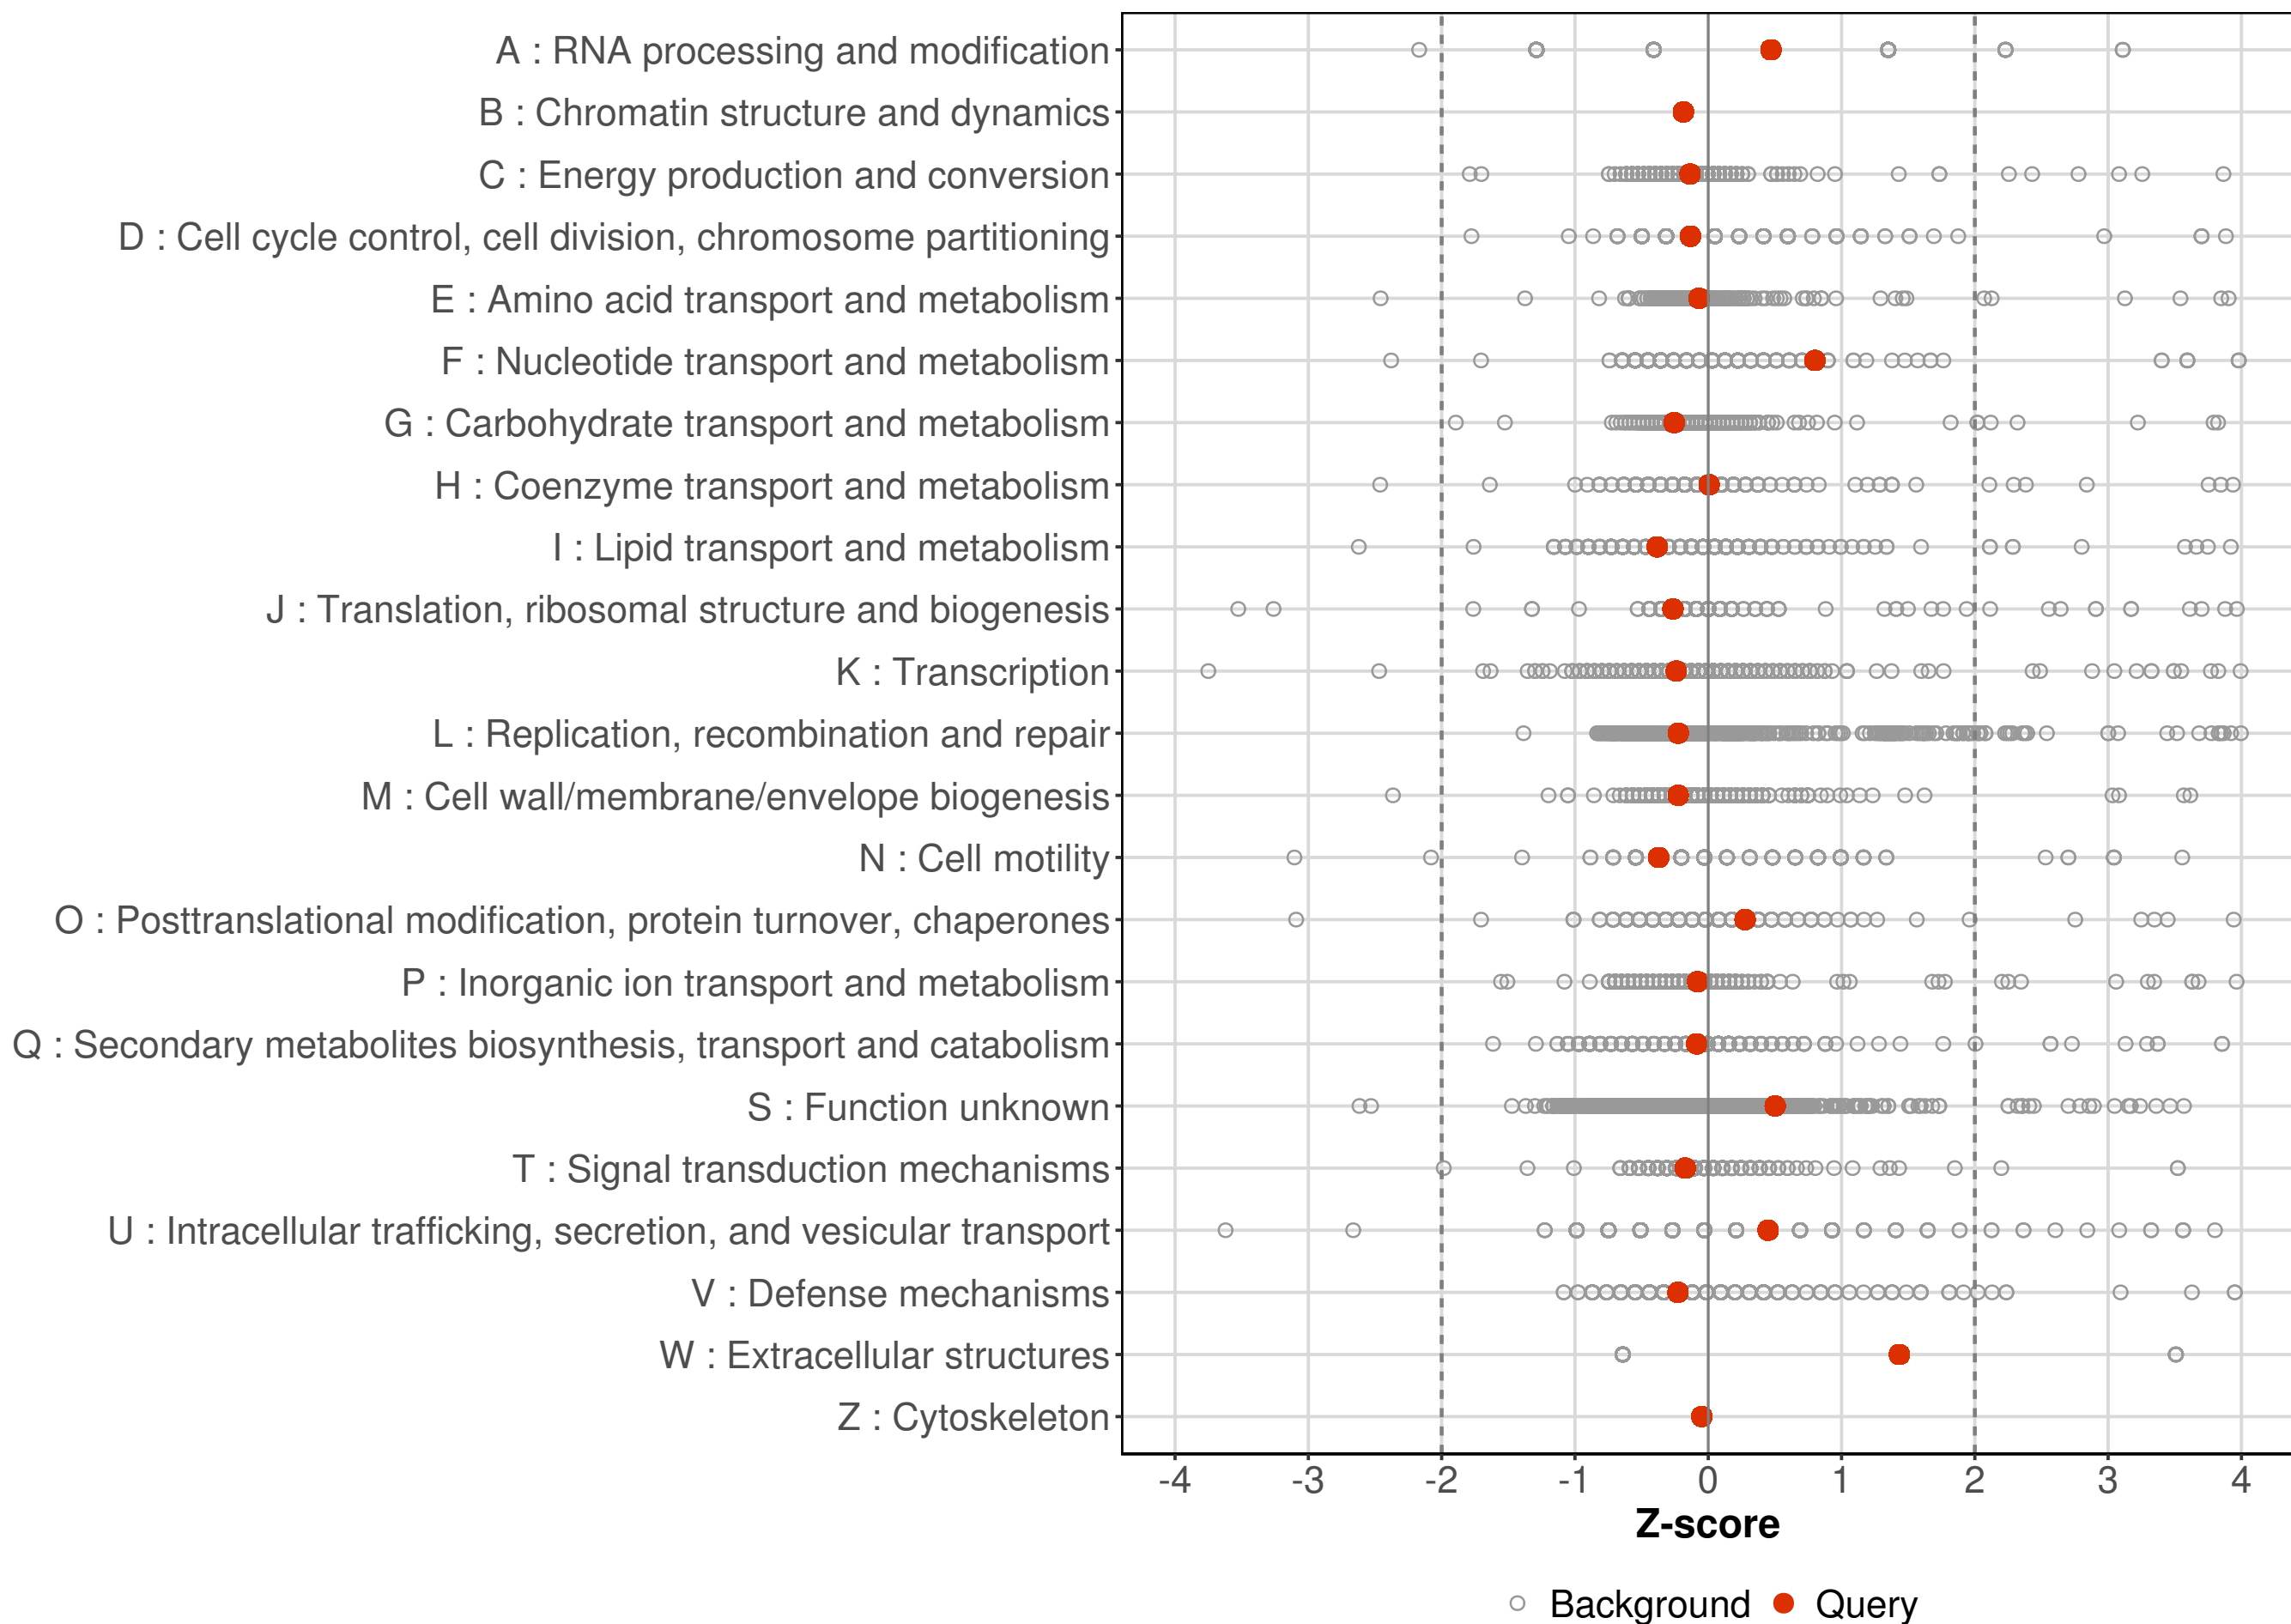 A : RNA processing and modification
B : Chromatin structure and dynamics
C : Energy production and conversion
D : Cell cycle control, cell division, chromosome partitioning
E : Amino acid transport and metabolism
F : Nucleotide transport and metabolism
G : Carbohydrate transport and metabolism
H : Coenzyme transport and metabolism
I : Lipid transport and metabolism
J : Translation, ribosomal structure and biogenesis
K : Transcription
L : Replication, recombination and repair
M : Cell wall/membrane/envelope biogenesis
N : Cell motility
O : Posttranslational modification, protein turnover, chaperones
P : Inorganic ion transport and metabolism
Q : Secondary metabolites biosynthesis, transport and catabolism
S : Function unknown
T : Signal transduction mechanisms
U : Intracellular trafficking, secretion, and vesicular transport
V : Defense mechanisms
W : Extracellular structures
Z : Cytoskeleton
-4 -3 -2 -1 0 1 2 3 4
Z-score
Background Query